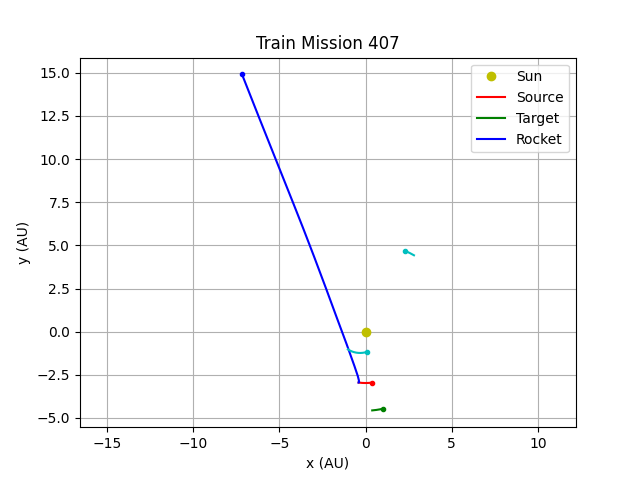 Train Mission 407
Sun
Source
Target
Rocket
15.0
12.5
10.0
7.5
5.0
2.5
0.0
−2.5
−5.0
y (AU)
−15 −10 −5 0 5 10
x (AU)